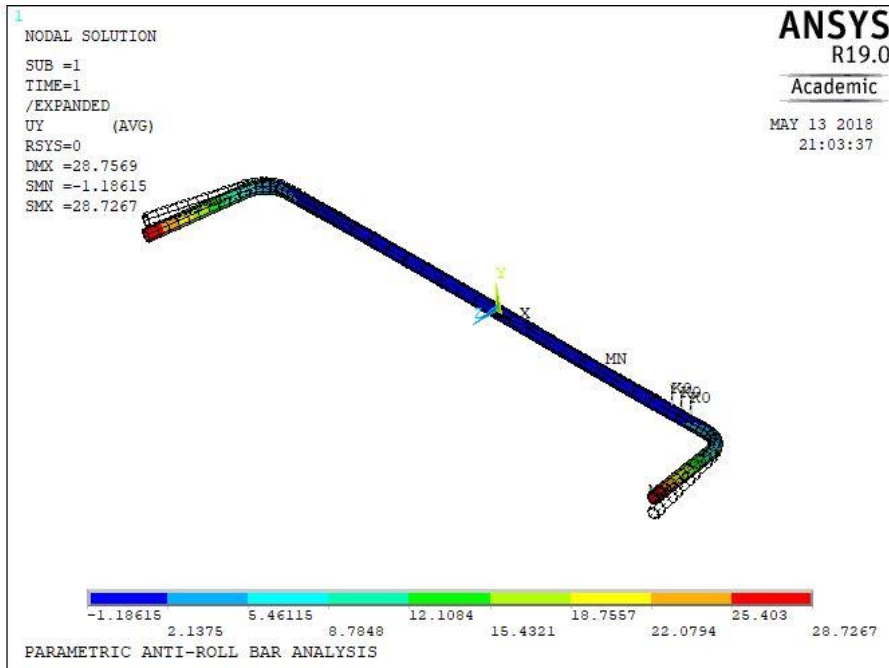 1
NODAL SOLUTION
SUB =1
TIME=1
/EXPANDED
UY (AVG)
RSYS=0
DMX =28.7569
SMN =-1.18615
SMX =28.7267
ANSYS
R19.0
Academic
MAY 13 2018
21:03:37
Y
Z
X
MN
-1.18615
2.1375
5.46115
8.7848
12.1084
15.4321
18.7557
22.0794
25.403
28.7267
PARAMETRIC ANTI-ROLL BAR ANALYSIS